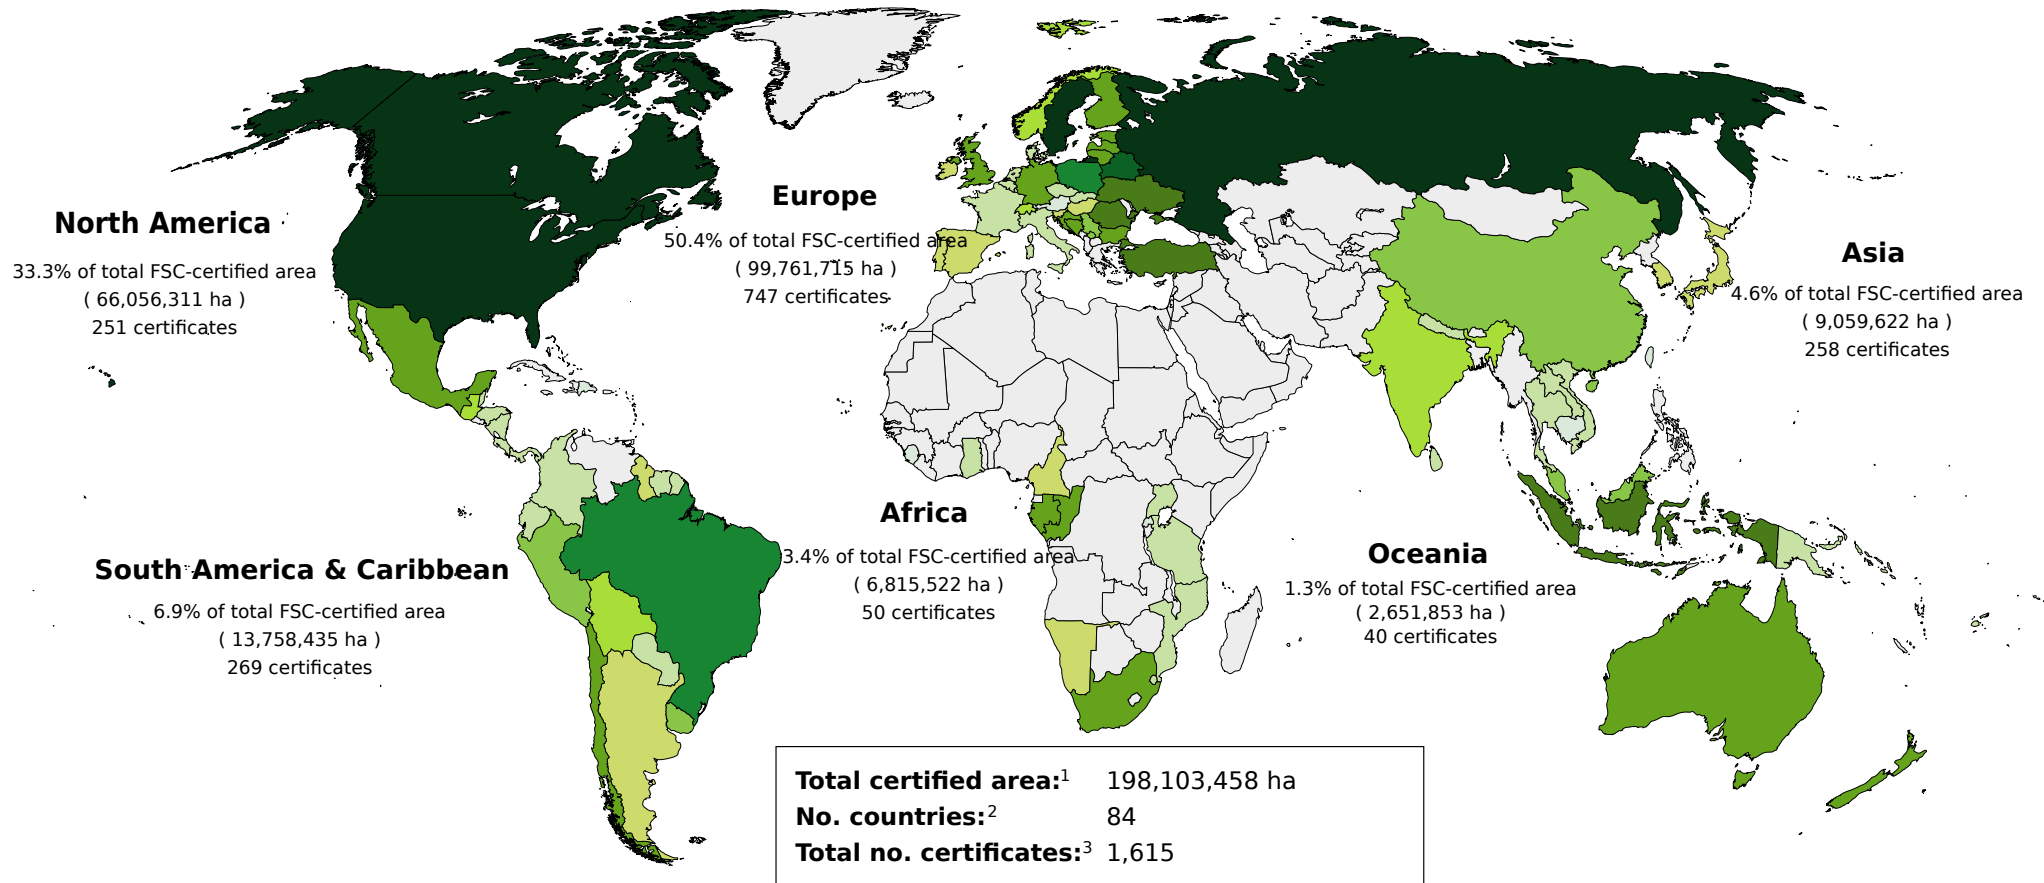 North America
33.3% of total FSC-certified area
( 66,056,311 ha )
251 certificates
Europe
50.4% of total FSC-certified area
( 99,761,715 ha )
747 certificates
Asia
4.6% of total FSC-certified area
( 9,059,622 ha )
258 certificates
South America & Caribbean
6.9% of total FSC-certified area
( 13,758,435 ha )
269 certificates
Africa
3.4% of total FSC-certified area
( 6,815,522 ha )
50 certificates
Oceania
1.3% of total FSC-certified area
( 2,651,853 ha )
40 certificates
Total certified area:1 198,103,458 ha
No. countries:2 84
Total no. certificates:3 1,615